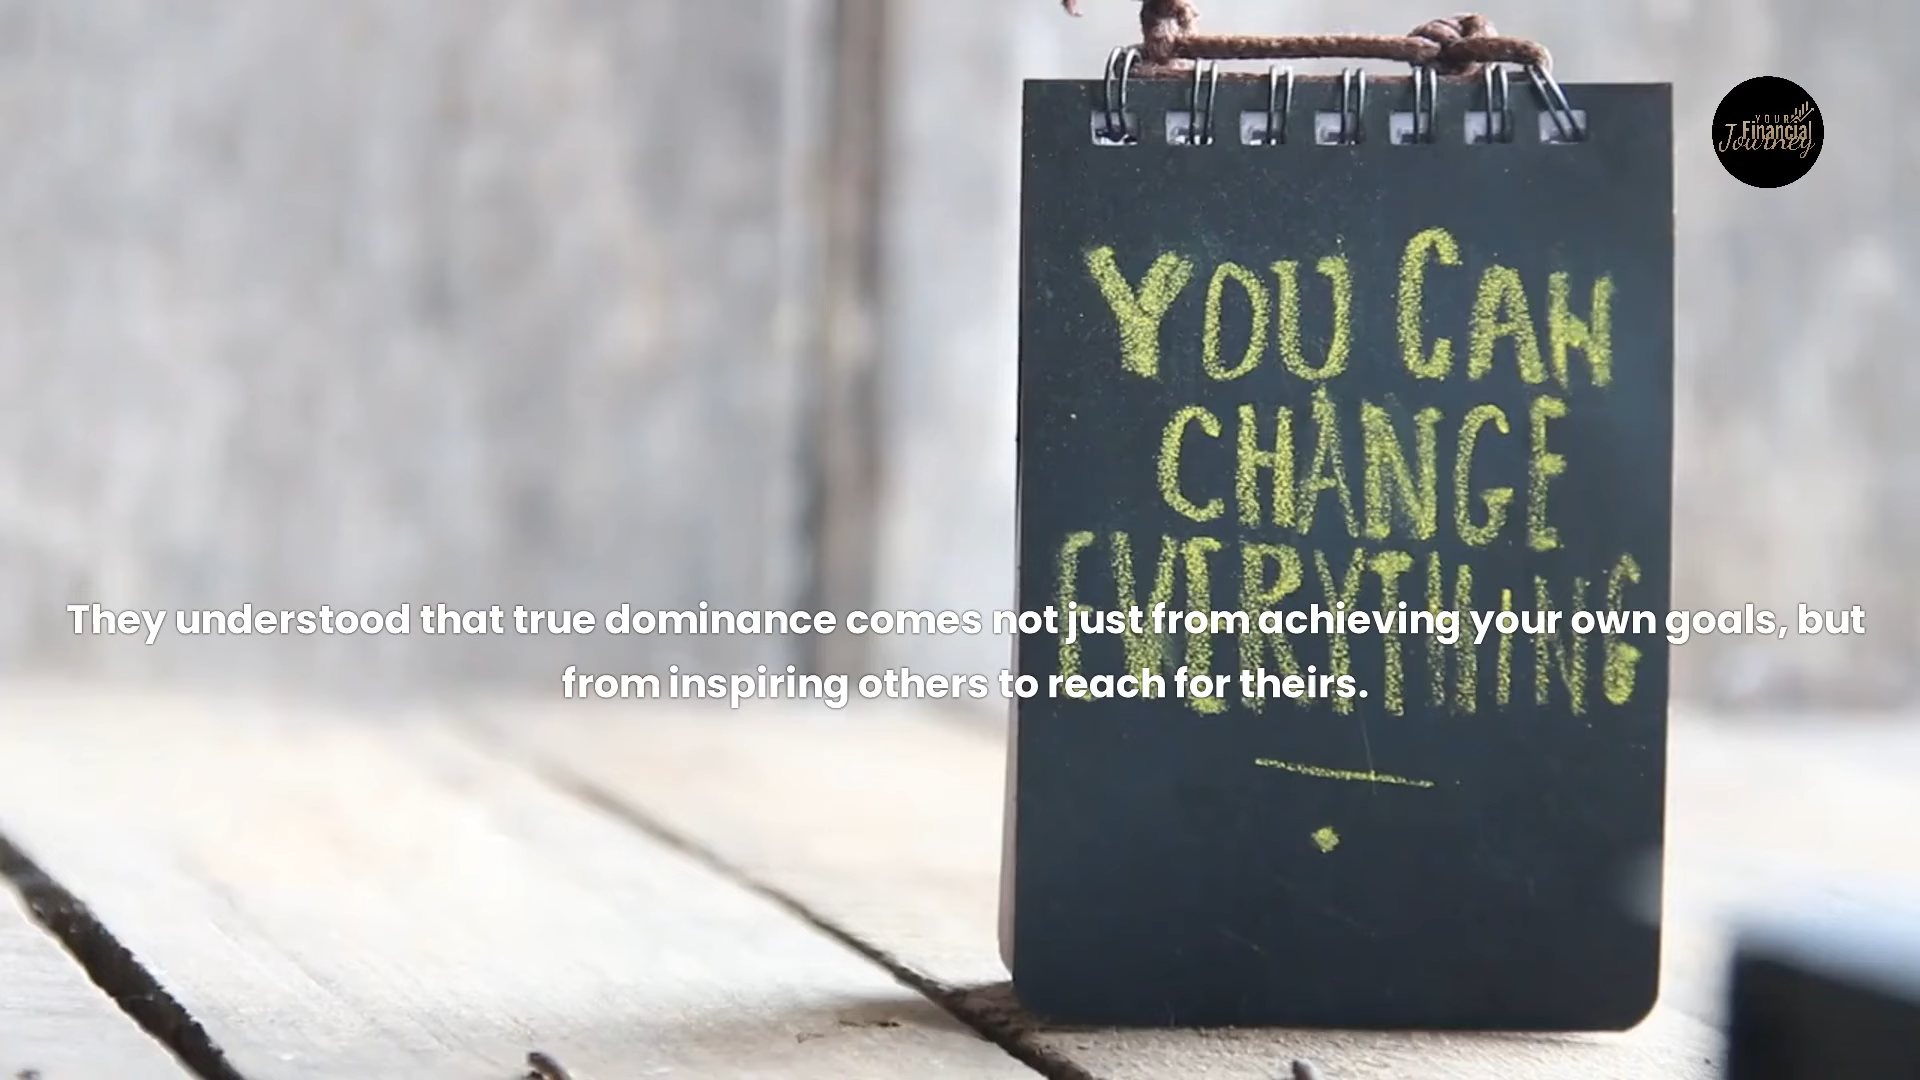 YOUR
Financial
Journey
YOU CAN
CHANGE
EVERYTHING
They understood that true dominance comes not just from achieving your own goals, but
from inspiring others to reach for theirs.